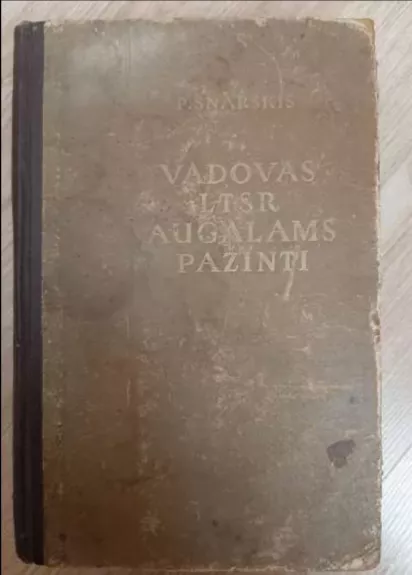 P. SNARSKIS
VADOVAS
LTSR
AUGALAMS
PAŽINTI